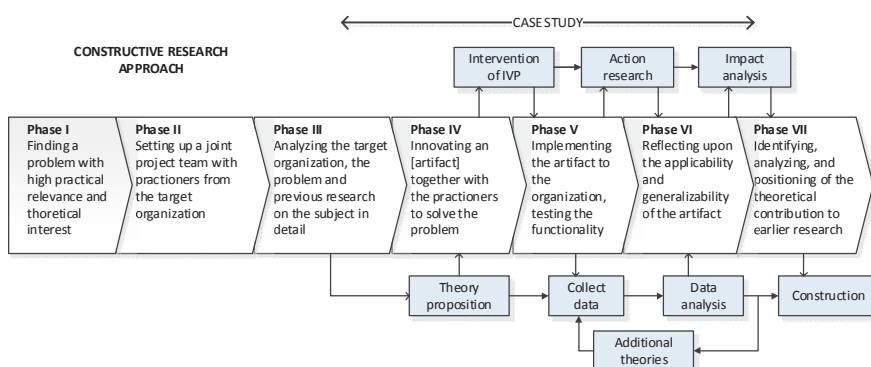 CASE STUDY
CONSTRUCTIVE RESEARCH
APPROACH
Intervention
of IVP
Action
research
Impact
analysis
Phase I
Finding a
problem with
high practical
relevance and
thoretical
interest
Phase II
Setting up a joint
project team with
practioners from
the target
organization
Phase III
Analyzing the target
organization, the
problem and
previous research
on the subject in
detail
Phase IV
Innovating an
[artifact]
together with
the practioners
to solve the
problem
Phase V
Implementing
the artifact to
the
organization,
testing the
functionality
Phase VI
Reflecting upon
the applicability
and
generalizability
of the artifact
Phase VII
Identifying,
analyzing, and
positioning of the
theoretical
contribution to
earlier research
Theory
proposition
Collect
data
Data
analysis
Construction
Additional
theories